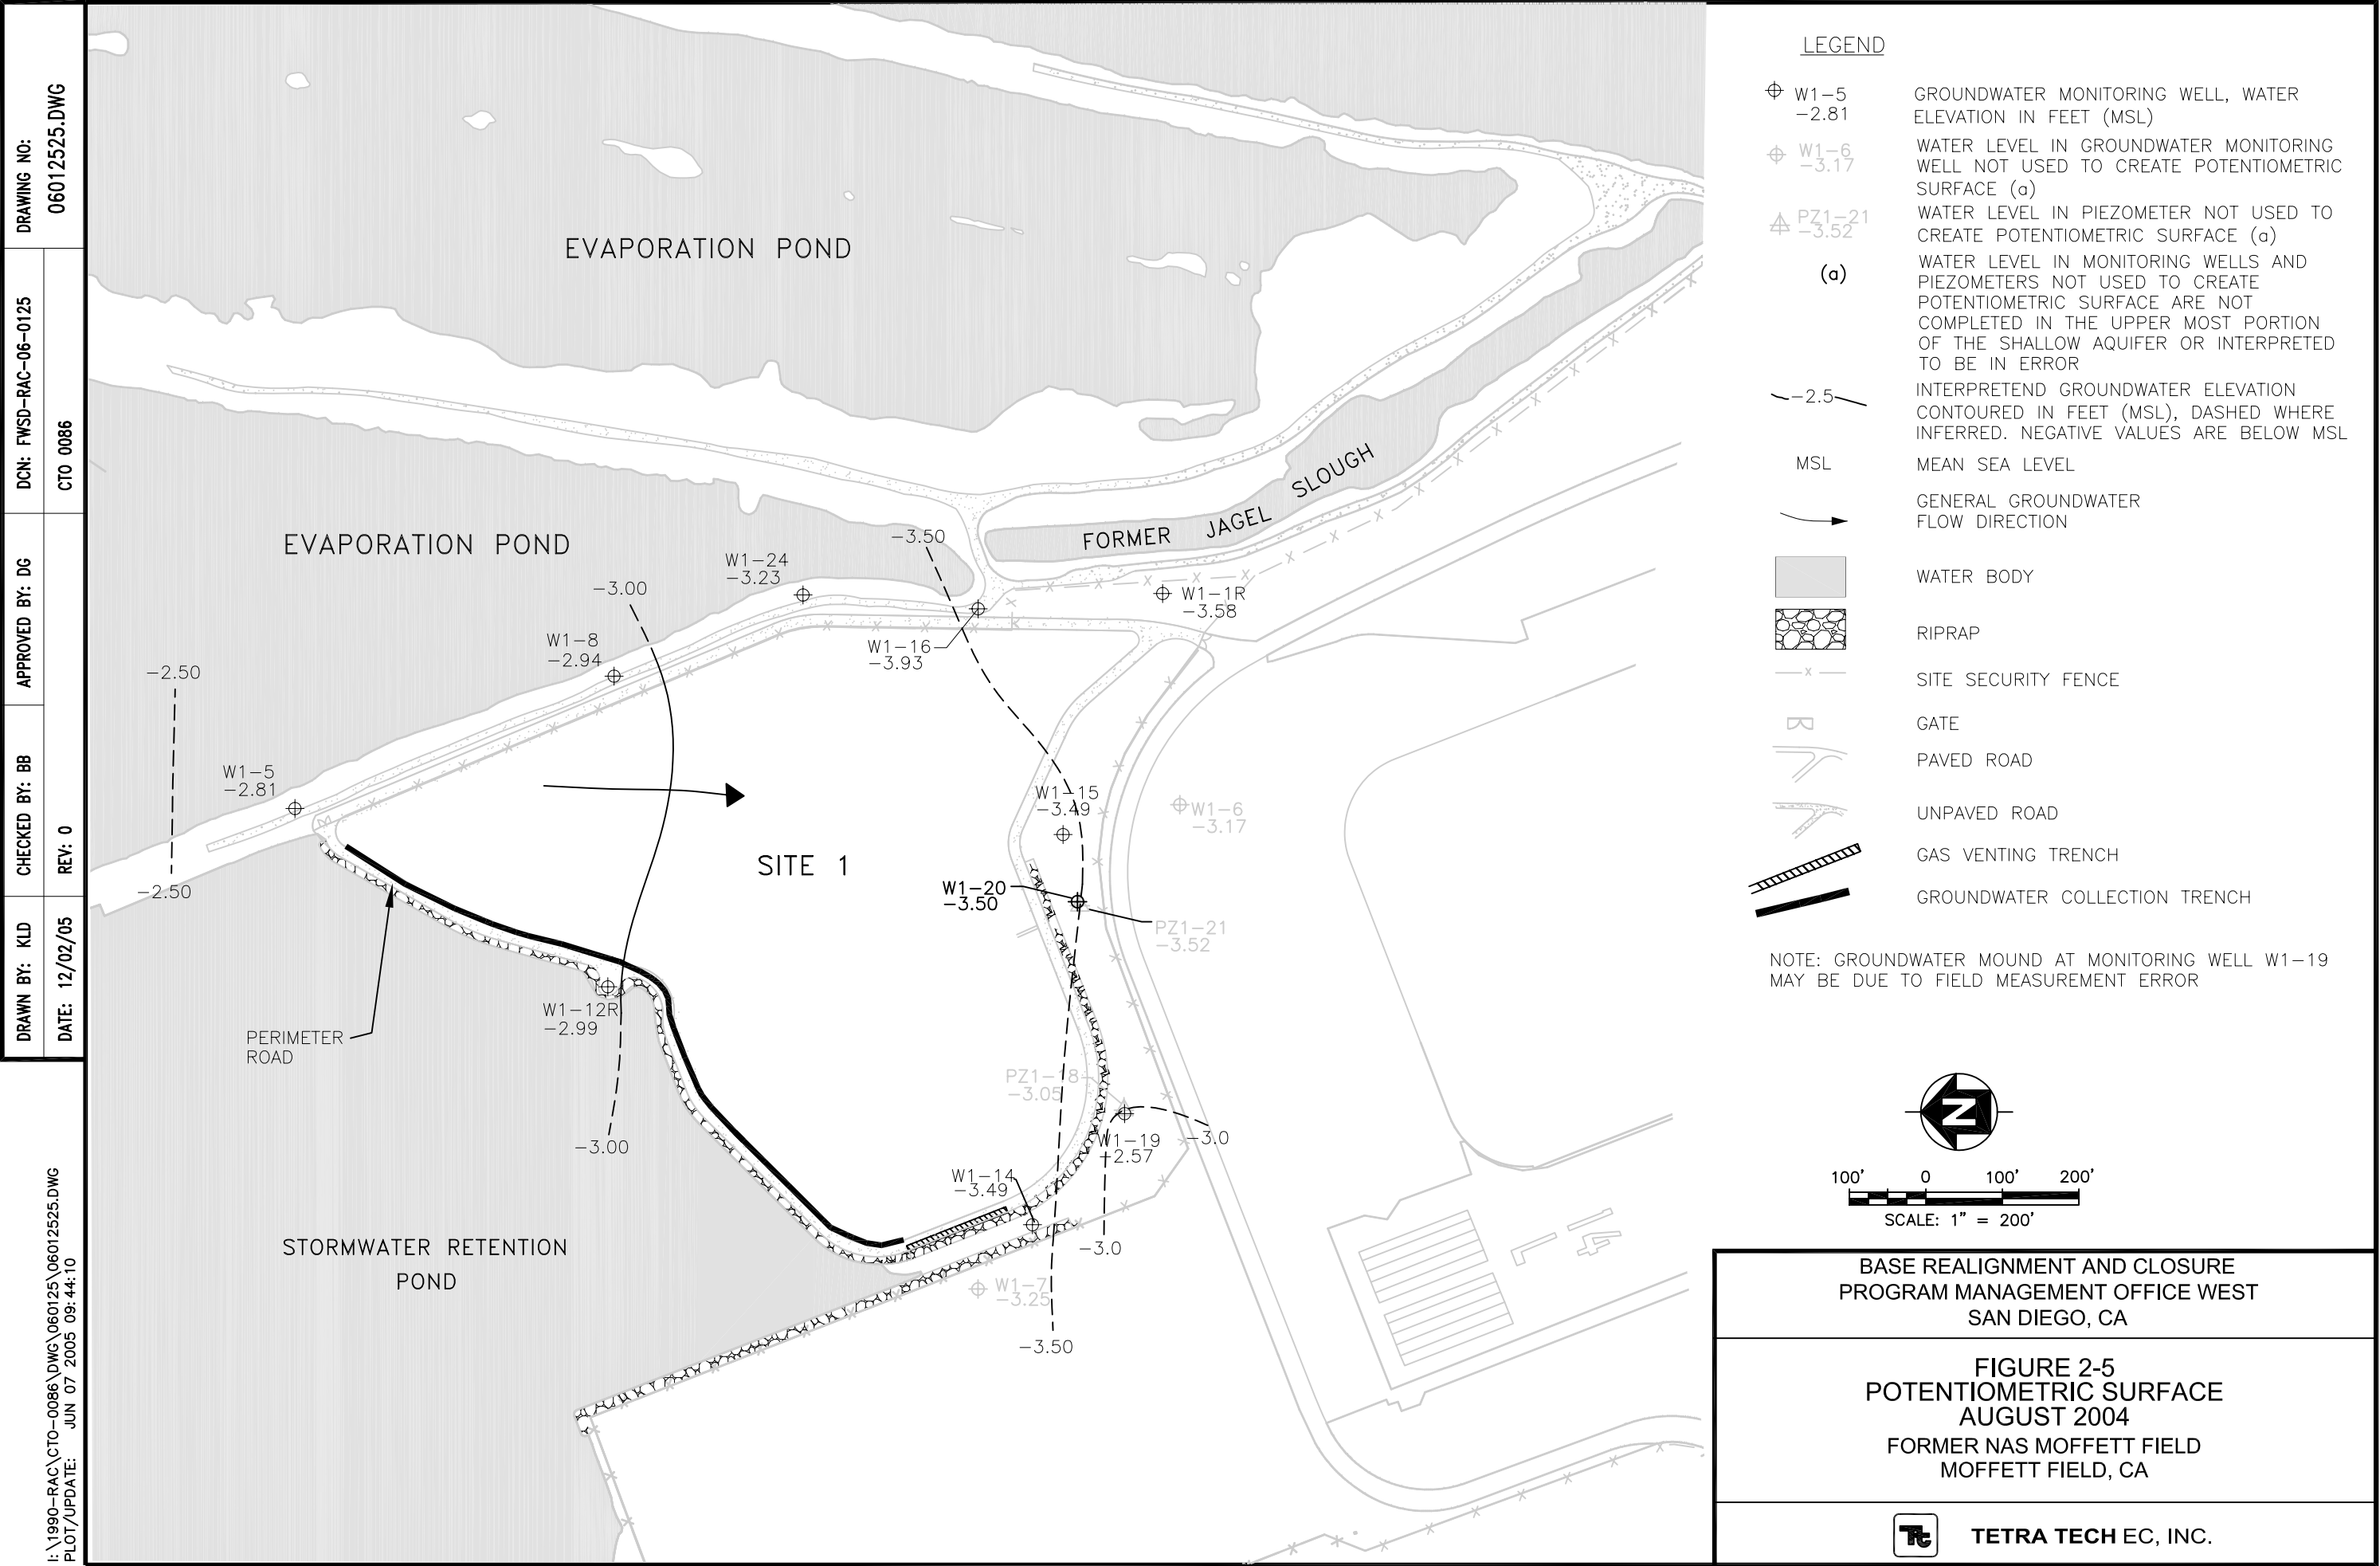 DRAWING NO:
06012525.DWG
DCN: FWSD-RAC-06-0125
CTO 0086
APPROVED BY: DG
CHECKED BY: BB
REV: 0
DRAWN BY: KLD
DATE: 12/02/05
I:\1990-RAC\CTO-0086\DWG\060125\06012525.DWG
PLOT/UPDATE: JUN 07 2005 09:44:10
EVAPORATION POND
EVAPORATION POND
FORMER JAGEL SLOUGH
-3.50
W1-24
-3.23
-3.00
W1-1R
-3.58
W1-8
-2.94
W1-16
-3.93
-2.50
W1-5
-2.81
W1-15
-3.49
W1-6
-3.17
SITE 1
-2.50
W1-20
-3.50
PZ1-21
-3.52
W1-12R
-2.99
PERIMETER
ROAD
PZ1-18
-3.05
-3.00
W1-19
+2.57
-3.0
W1-14
-3.49
-3.0
STORMWATER RETENTION
POND
W1-7
-3.25
-3.50
LEGEND
W1-5
-2.81
GROUNDWATER MONITORING WELL, WATER
ELEVATION IN FEET (MSL)
W1-6
-3.17
WATER LEVEL IN GROUNDWATER MONITORING
WELL NOT USED TO CREATE POTENTIOMETRIC
SURFACE (a)
PZ1-21
-3.52
WATER LEVEL IN PIEZOMETER NOT USED TO
CREATE POTENTIOMETRIC SURFACE (a)
(a)
WATER LEVEL IN MONITORING WELLS AND
PIEZOMETERS NOT USED TO CREATE
POTENTIOMETRIC SURFACE ARE NOT
COMPLETED IN THE UPPER MOST PORTION
OF THE SHALLOW AQUIFER OR INTERPRETED
TO BE IN ERROR
-2.5
INTERPRETEND GROUNDWATER ELEVATION
CONTOURED IN FEET (MSL), DASHED WHERE
INFERRED. NEGATIVE VALUES ARE BELOW MSL
MSL
MEAN SEA LEVEL
GENERAL GROUNDWATER
FLOW DIRECTION
WATER BODY
RIPRAP
SITE SECURITY FENCE
GATE
PAVED ROAD
UNPAVED ROAD
GAS VENTING TRENCH
GROUNDWATER COLLECTION TRENCH
NOTE: GROUNDWATER MOUND AT MONITORING WELL W1-19
MAY BE DUE TO FIELD MEASUREMENT ERROR
N
100' 0 100' 200'
SCALE: 1" = 200'
BASE REALIGNMENT AND CLOSURE
PROGRAM MANAGEMENT OFFICE WEST
SAN DIEGO, CA
FIGURE 2-5
POTENTIOMETRIC SURFACE
AUGUST 2004
FORMER NAS MOFFETT FIELD
MOFFETT FIELD, CA
TETRA TECH EC, INC.